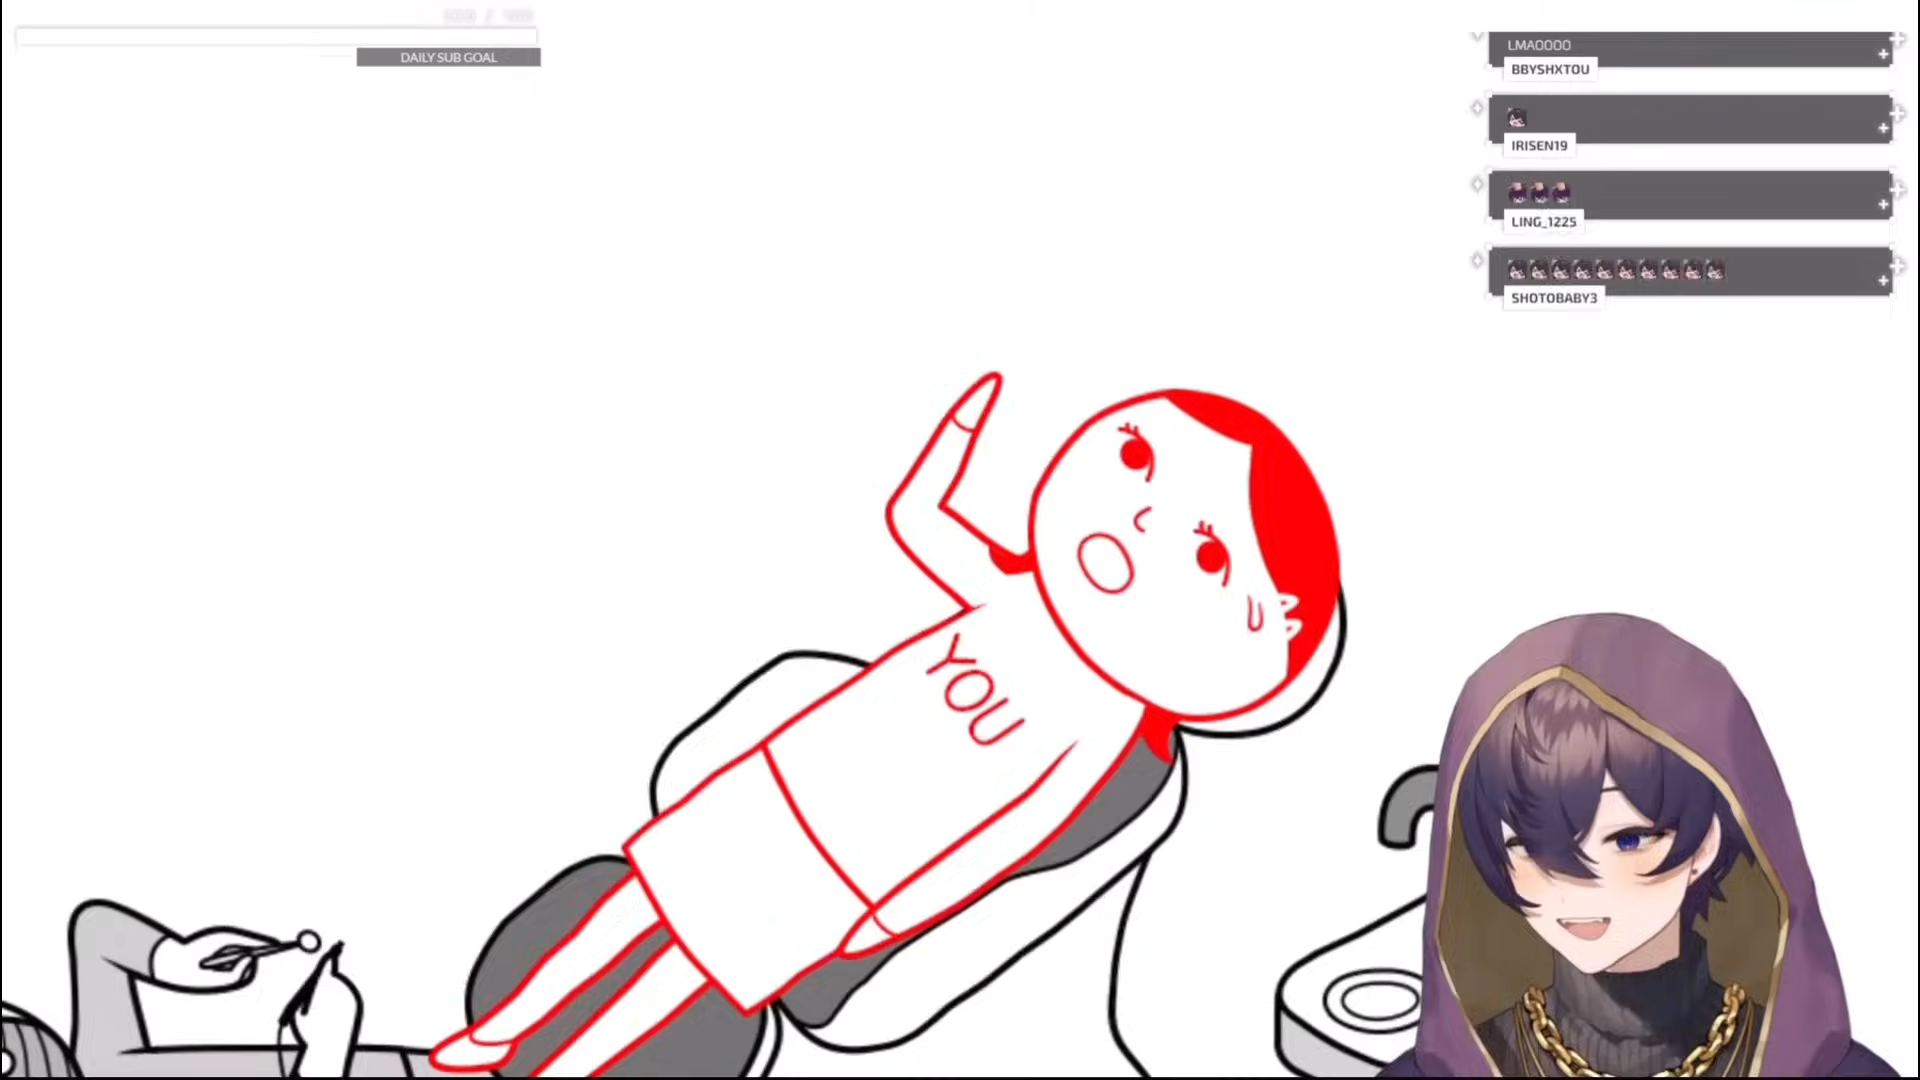 DAILY SUB GOAL
LMAOOOO
BBYSHXTOU
IRISEN19
LING_1225
SHOTOBABY3
YOU